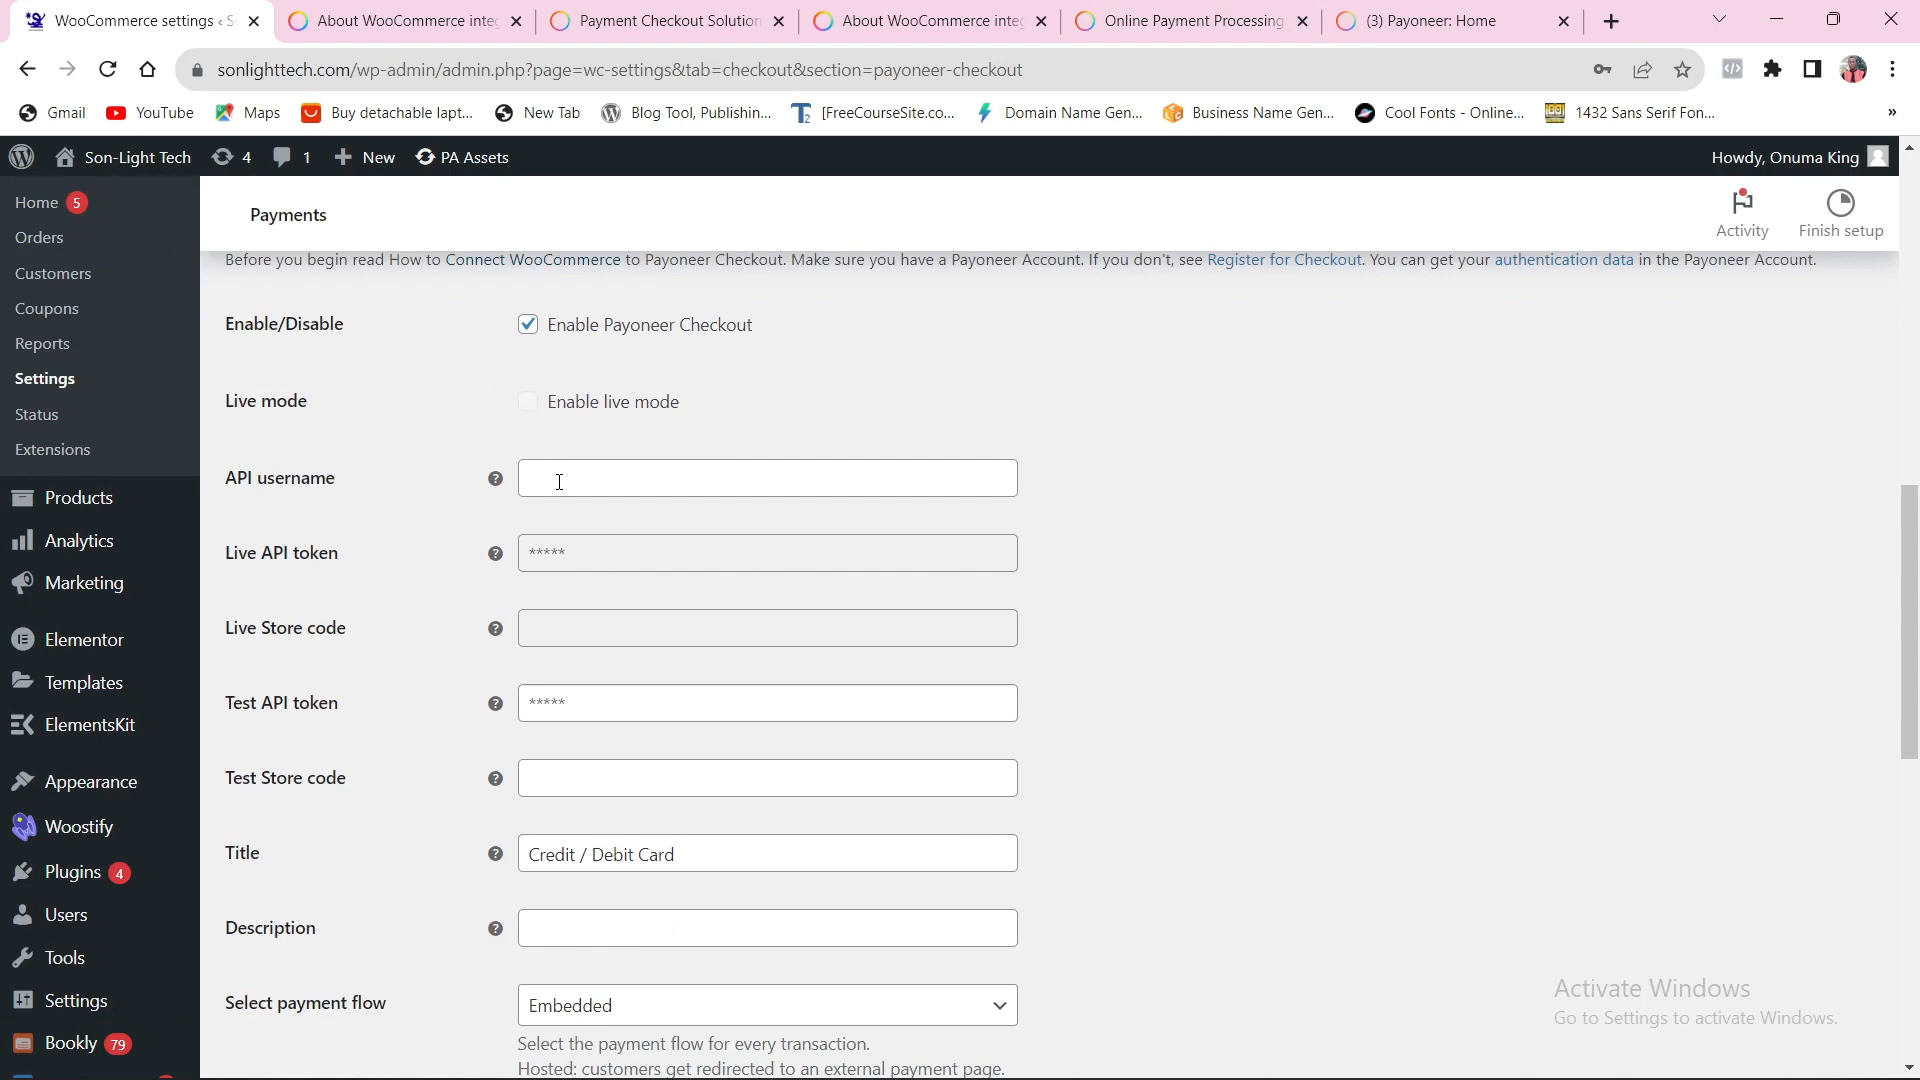 WooCommerce settings ‹ S
About WooCommerce integ
Payment Checkout Solution
About WooCommerce integ
Online Payment Processing
(3) Payoneer: Home
sonlighttech.com/wp-admin/admin.php?page=wc-settings&tab=checkout&section=payoneer-checkout
Gmail
YouTube
Maps
Buy detachable lapt...
New Tab
Blog Tool, Publishin...
[FreeCourseSite.co...
Domain Name Gen...
Business Name Gen...
Cool Fonts - Online...
1432 Sans Serif Fon...
»
Son-Light Tech
4
1
New
PA Assets
Howdy, Onuma King
Home 5
Orders
Customers
Coupons
Reports
Settings
Status
Extensions
Products
Analytics
Marketing
Elementor
Templates
ElementsKit
Appearance
Woostify
Plugins 4
Users
Tools
Settings
Bookly 79
Payments
Activity
Finish setup
Before you begin read How to Connect WooCommerce to Payoneer Checkout. Make sure you have a Payoneer Account. If you don't, see Register for Checkout. You can get your authentication data in the Payoneer Account.
Enable/Disable
Enable Payoneer Checkout
Live mode
Enable live mode
API username
Live API token
*****
Live Store code
Test API token
*****
Test Store code
Title
Credit / Debit Card
Description
Select payment flow
Embedded
Select the payment flow for every transaction.
Hosted: customers get redirected to an external payment page.
Activate Windows
Go to Settings to activate Windows.